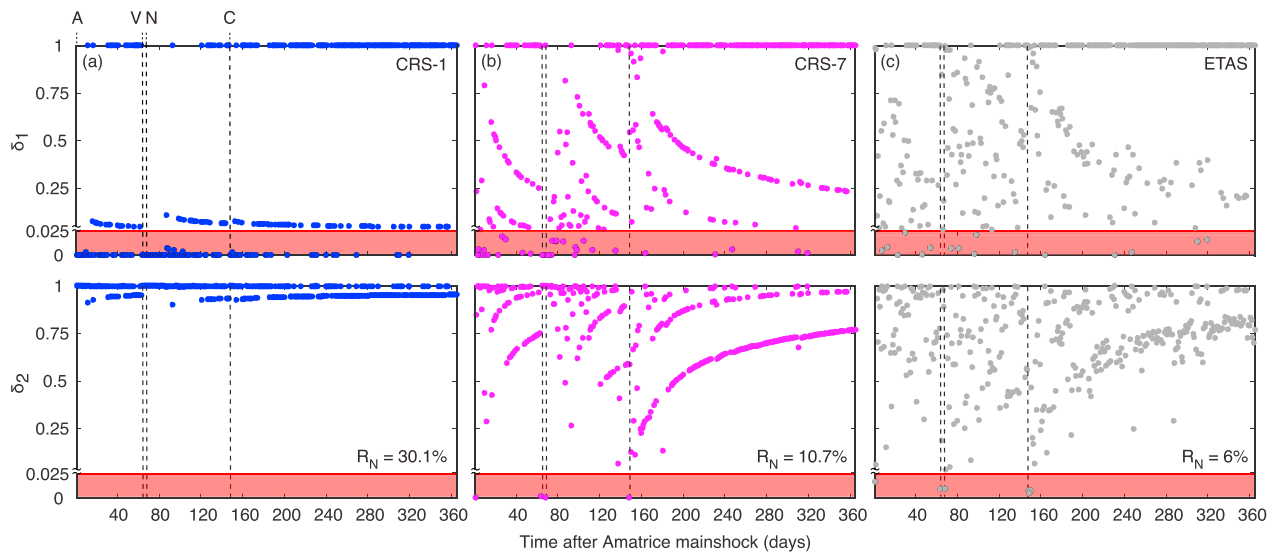 A V N C
(a) CRS-1
(b) CRS-7
(c) ETAS
δ1
1
0.75
0.5
0.25
0.025
0
δ2
1
0.75
0.5
0.25
0.025
0
RN = 30.1%
RN = 10.7%
RN = 6%
40 80 120 160 200 240 280 320 360
40 80 120 160 200 240 280 320 360
40 80 120 160 200 240 280 320 360
Time after Amatrice mainshock (days)